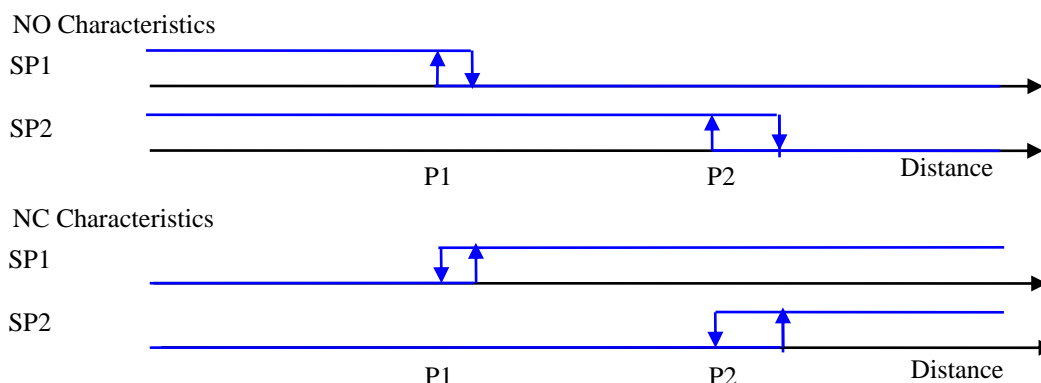 NO Characteristics
SP1
SP2
P1 P2 Distance
NC Characteristics
SP1
SP2
P1 P2 Distance